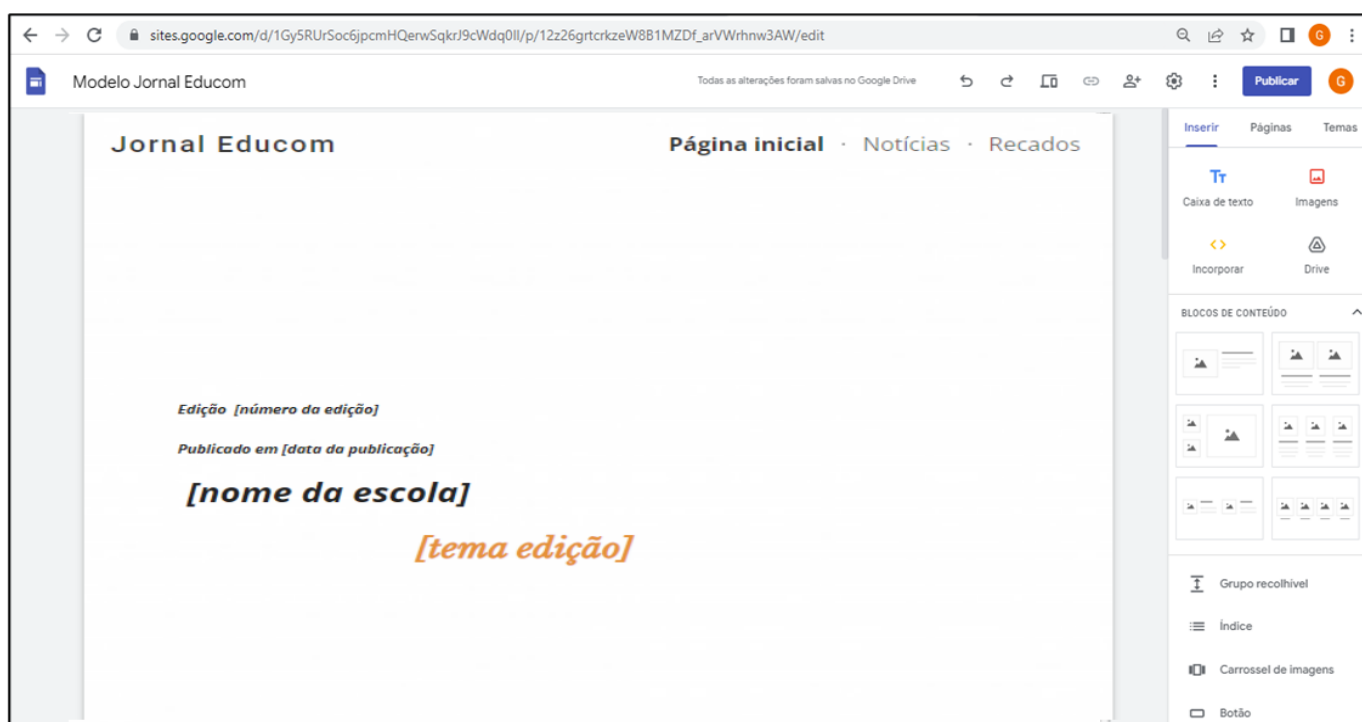 sites.google.com/d/1Gy5RUrSoc6jpcmHQerwSqkrJ9cWdq0Il/p/12z26grtcrkzeW8B1MZDf_arVWrhnw3AW/edit
G
Modelo Jornal Educom
Todas as alterações foram salvas no Google Drive
Publicar
G
Jornal Educom
Página inicial · Notícias · Recados
Edição [número da edição]
Publicado em [data da publicação]
[nome da escola]
[tema edição]
Inserir Páginas Temas
Tт
Caixa de texto Imagens
Incorporar Drive
BLOCOS DE CONTEÚDO
Grupo recolhível
Índice
Carrossel de imagens
Botão